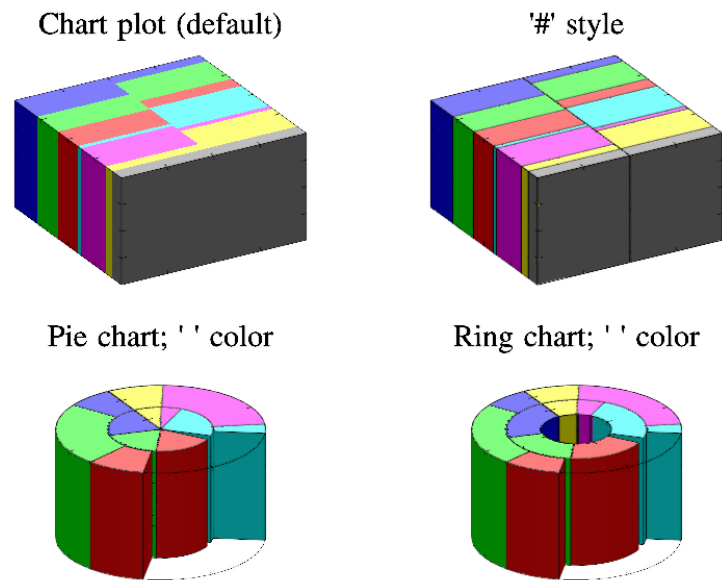 Chart plot (default)
'#' style
Pie chart; ' ' color
Ring chart; ' ' color